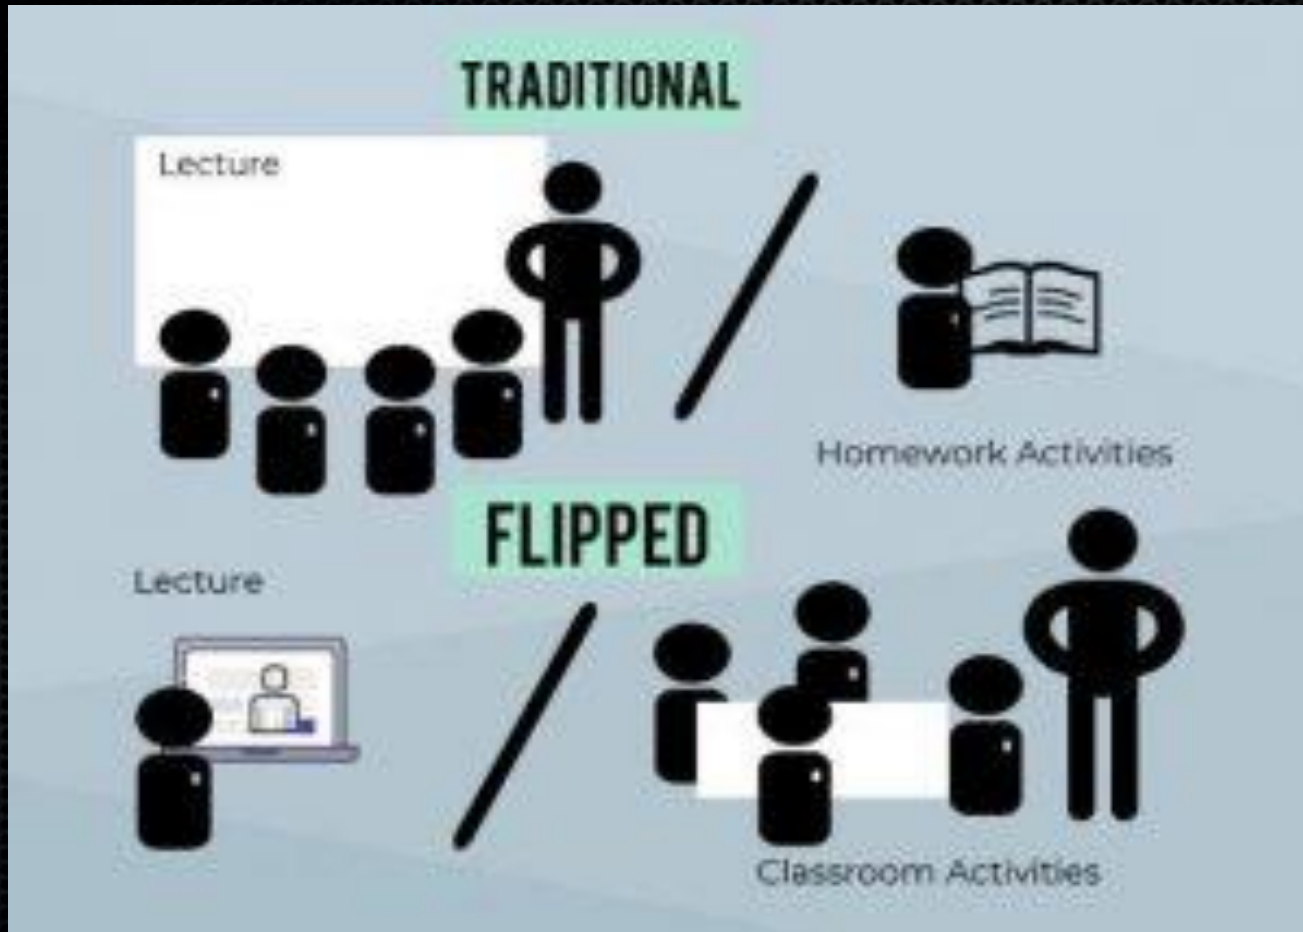 TRADITIONAL
Lecture
Homework Activities
FLIPPED
Lecture
Classroom Activities